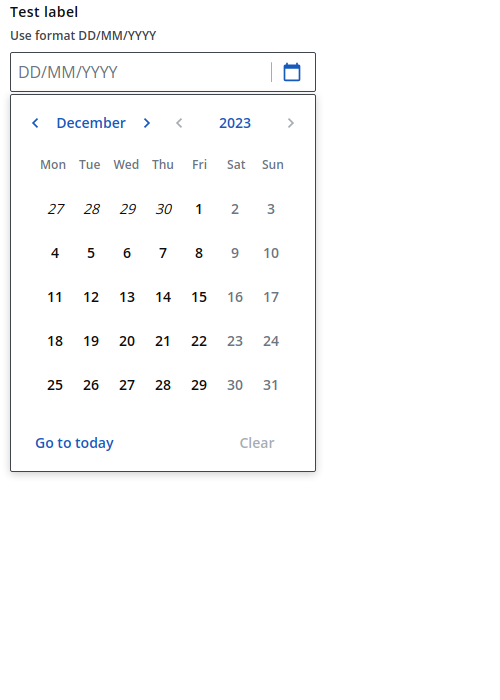 Test label
Use format DD/MM/YYYY
DD/MM/YYYY
December 2023
Mon Tue Wed Thu Fri Sat Sun
27 28 29 30 1 2 3
4 5 6 7 8 9 10
11 12 13 14 15 16 17
18 19 20 21 22 23 24
25 26 27 28 29 30 31
Go to today Clear